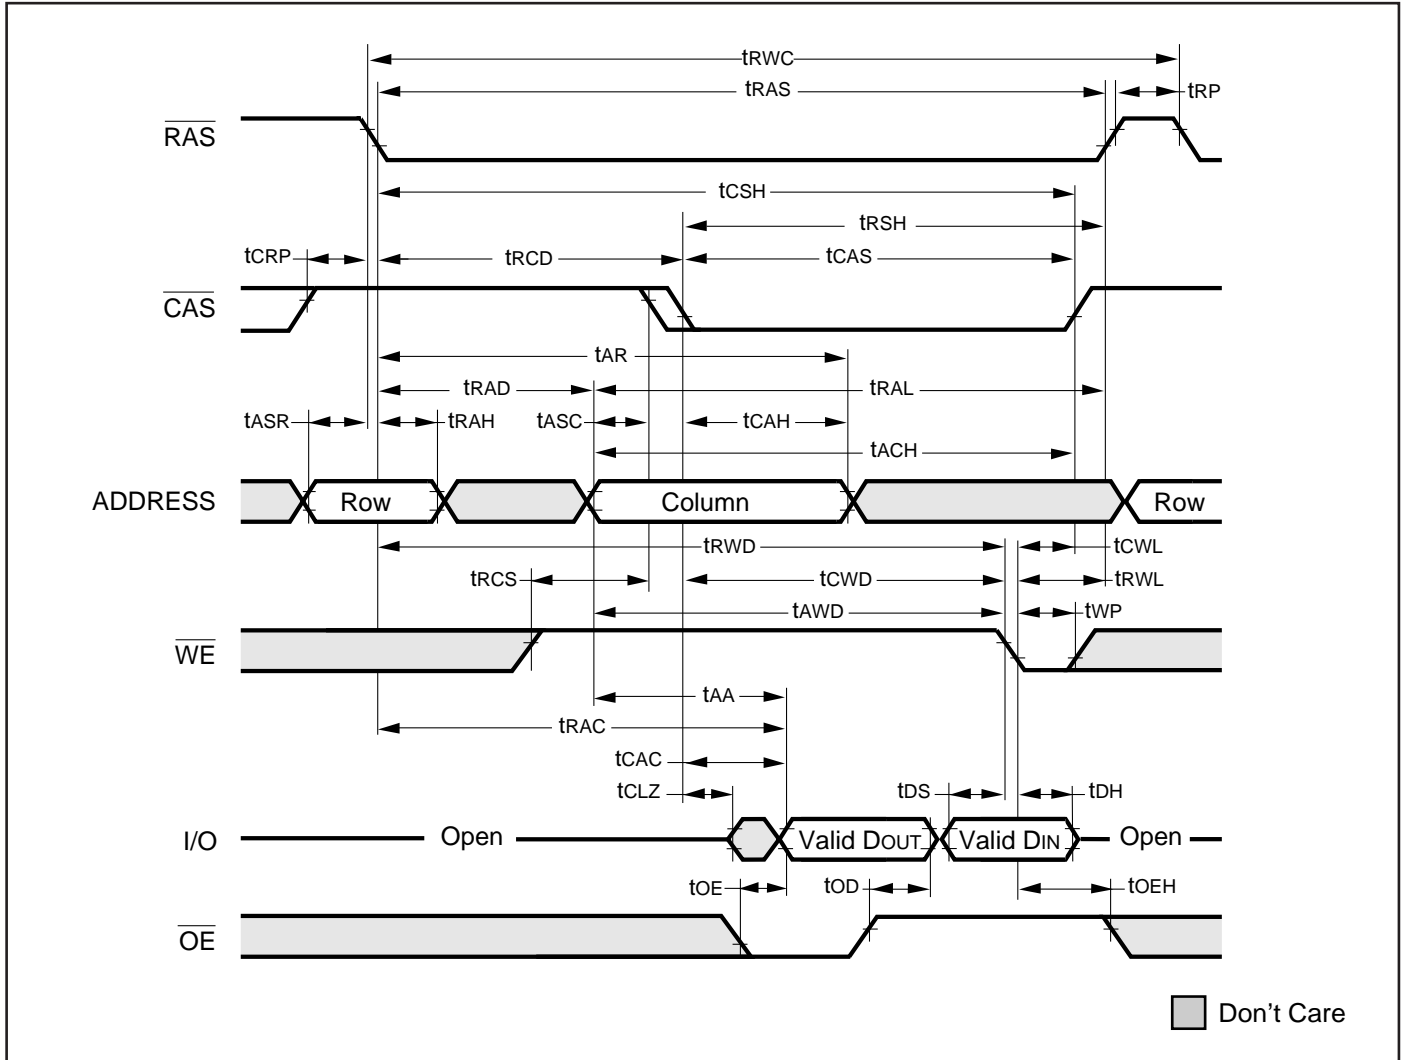 tRWC
tRAS
tRP
RAS
tCSH
tRSH
tCRP
tRCD
tCAS
CAS
tAR
tRAD
tRAL
tASR
tRAH
tASC
tCAH
tACH
ADDRESS
Row
Column
Row
tRWD
tCWL
tRCS
tCWD
tRWL
tAWD
tWP
WE
tAA
tRAC
tCAC
tCLZ
tDS
tDH
I/O
Open
Valid DOUT
Valid DIN
Open
tOE
tOD
tOEH
OE
Don't Care